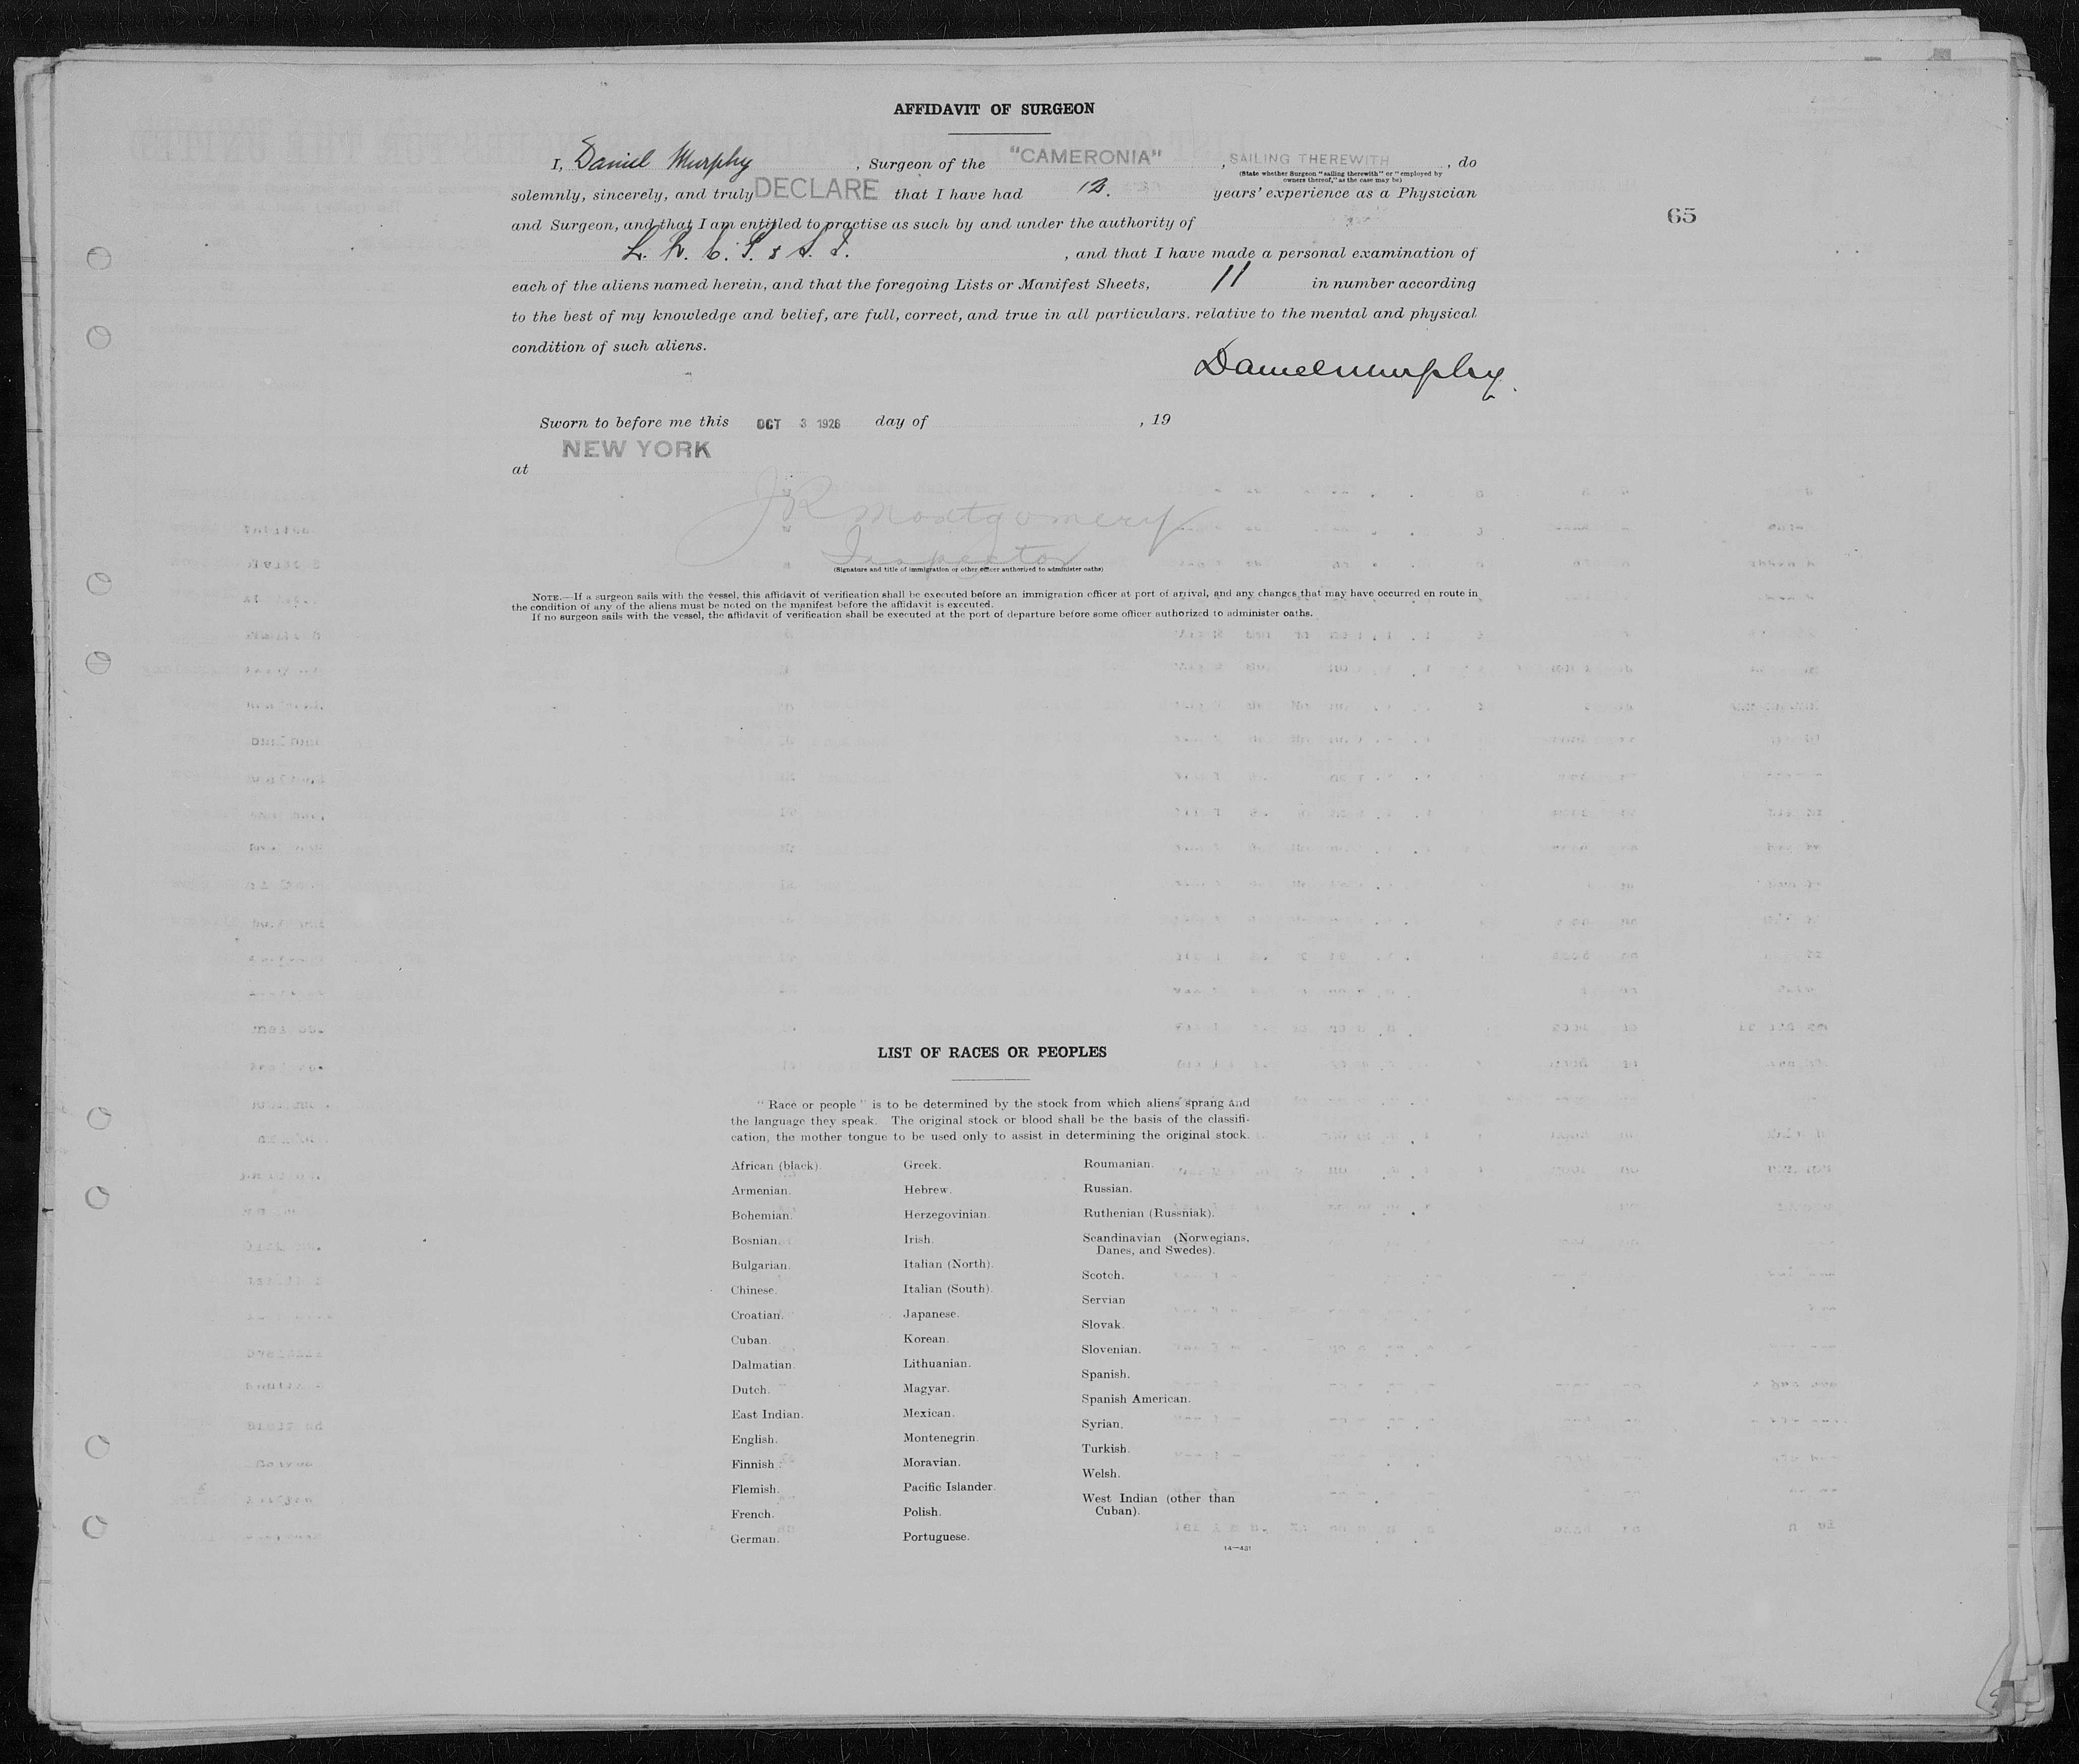 AFFIDAVIT OF SURGEON
I, Daniel Murphy, Surgeon of the "CAMERONIA", SAILING THEREWITH, do
(State whether Surgeon "sailing therewith" or "employed by
owners thereof," as the case may be)
solemnly, sincerely, and truly DECLARE that I have had 12. years' experience as a Physician
65
and Surgeon, and that I am entitled to practise as such by and under the authority of
L. R. C. P. & S. I., and that I have made a personal examination of
each of the aliens named herein, and that the foregoing Lists or Manifest Sheets, 11 in number according
to the best of my knowledge and belief, are full, correct, and true in all particulars. relative to the mental and physical
condition of such aliens.
Daniel Murphy.
Sworn to before me this OCT 3 1926 day of , 19
NEW YORK
at
J R Montgomery
Inspector
(Signature and title of immigration or other officer authorized to administer oaths)
NOTE.—If a surgeon sails with the vessel, this affidavit of verification shall be executed before an immigration officer at port of arrival, and any changes that may have occurred en route in
the condition of any of the aliens must be noted on the manifest before the affidavit is executed.
If no surgeon sails with the vessel, the affidavit of verification shall be executed at the port of departure before some officer authorized to administer oaths.
LIST OF RACES OR PEOPLES
"Race or people" is to be determined by the stock from which aliens sprang and
the language they speak. The original stock or blood shall be the basis of the classifi-
cation, the mother tongue to be used only to assist in determining the original stock.
African (black).
Armenian.
Bohemian.
Bosnian.
Bulgarian.
Chinese.
Croatian.
Cuban.
Dalmatian.
Dutch.
East Indian.
English.
Finnish.
Flemish.
French.
German.
Greek.
Hebrew.
Herzegovinian.
Irish.
Italian (North).
Italian (South).
Japanese.
Korean.
Lithuanian.
Magyar.
Mexican.
Montenegrin.
Moravian.
Pacific Islander.
Polish.
Portuguese.
Roumanian.
Russian.
Ruthenian (Russniak).
Scandinavian (Norwegians,
Danes, and Swedes).
Scotch.
Servian
Slovak.
Slovenian.
Spanish.
Spanish American.
Syrian.
Turkish.
Welsh.
West Indian (other than
Cuban).
14—431